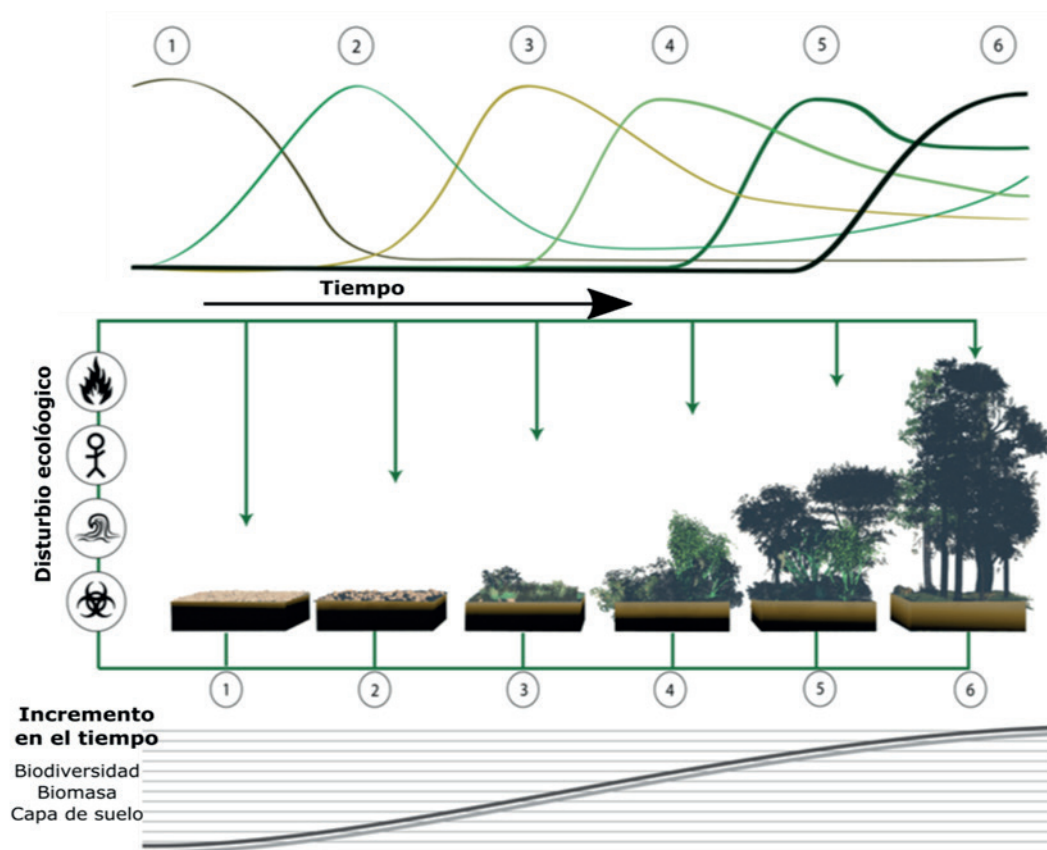 1 2 3 4 5 6
Tiempo
Disturbio ecolóogico
1 2 3 4 5 6
Incremento
en el tiempo
Biodiversidad
Biomasa
Capa de suelo